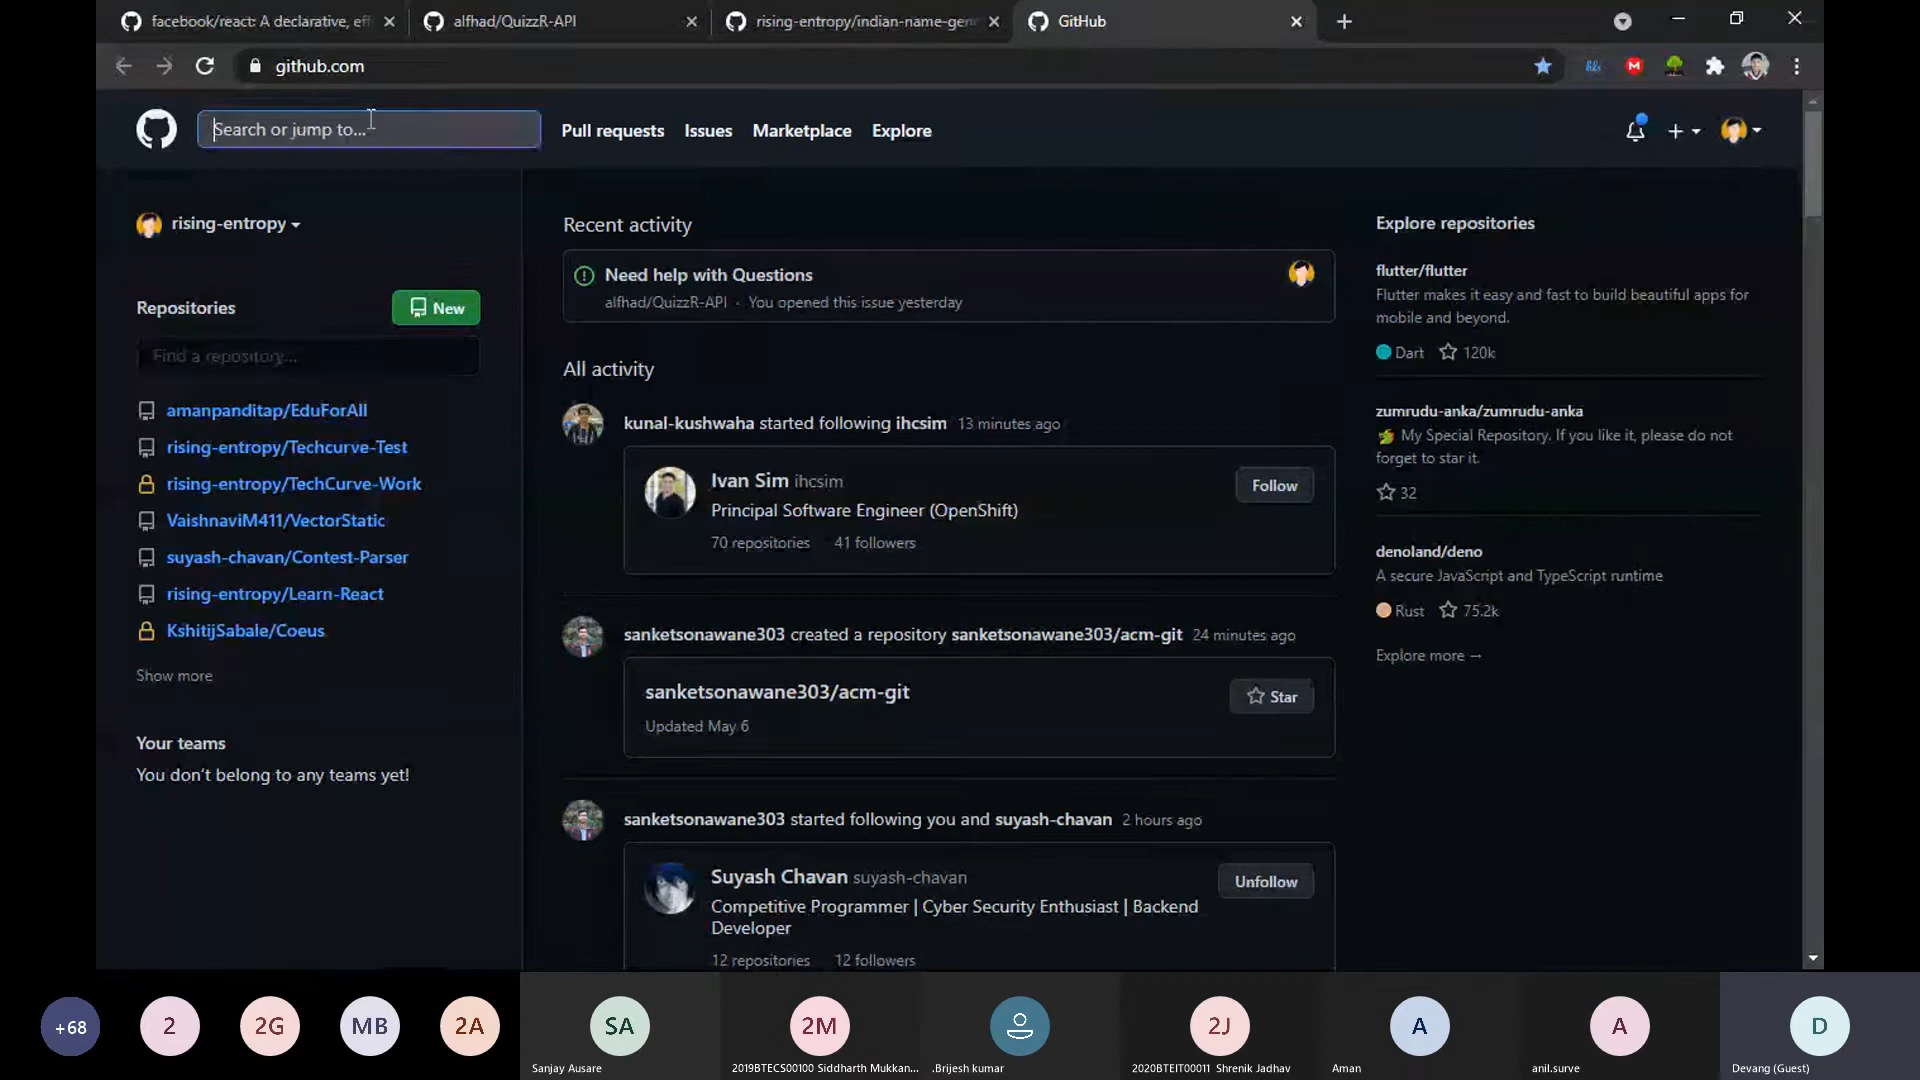 facebook/react: A declarative, eff
alfhad/QuizzR-API
rising-entropy/indian-name-gen
GitHub
github.com
Search or jump to...
Pull requests
Issues
Marketplace
Explore
rising-entropy
Repositories
New
Find a repository...
amanpanditap/EduForAll
rising-entropy/Techcurve-Test
rising-entropy/TechCurve-Work
VaishnaviM411/VectorStatic
suyash-chavan/Contest-Parser
rising-entropy/Learn-React
KshitijSabale/Coeus
Show more
Your teams
You don’t belong to any teams yet!
Recent activity
Need help with Questions
alfhad/QuizzR-API · You opened this issue yesterday
All activity
kunal-kushwaha started following ihcsim 13 minutes ago
Ivan Sim ihcsim
Principal Software Engineer (OpenShift)
70 repositories 41 followers
Follow
sanketsonawane303 created a repository sanketsonawane303/acm-git 24 minutes ago
sanketsonawane303/acm-git
Updated May 6
Star
sanketsonawane303 started following you and suyash-chavan 2 hours ago
Suyash Chavan suyash-chavan
Competitive Programmer | Cyber Security Enthusiast | Backend
Developer
12 repositories 12 followers
Unfollow
Explore repositories
flutter/flutter
Flutter makes it easy and fast to build beautiful apps for
mobile and beyond.
Dart 120k
zumrudu-anka/zumrudu-anka
My Special Repository. If you like it, please do not
forget to star it.
32
denoland/deno
A secure JavaScript and TypeScript runtime
Rust 75.2k
Explore more →
+68
2
2G
MB
2A
SA
Sanjay Ausare
2M
2019BTECS00100 Siddharth Mukkan...
.Brijesh kumar
2J
2020BTEIT00011 Shrenik Jadhav
A
Aman
A
anil.surve
D
Devang (Guest)